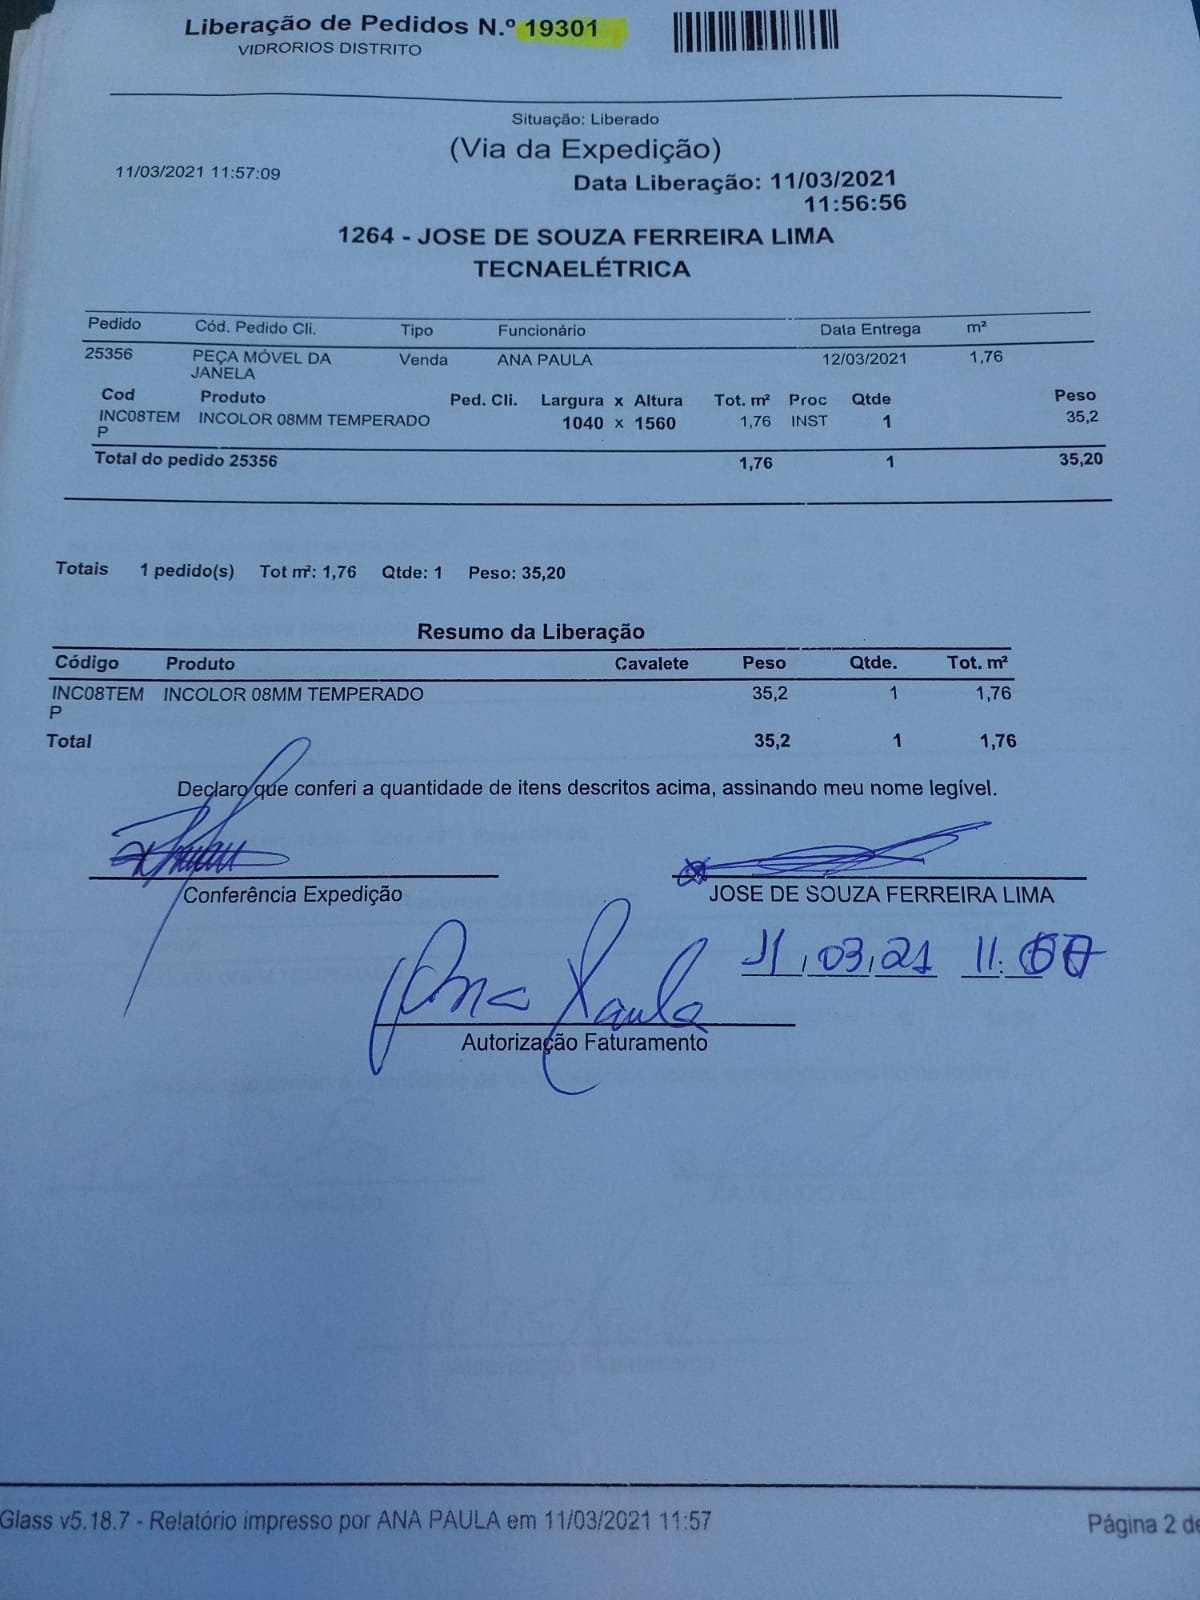 Liberação de Pedidos N.º 19301
VIDRORIOS DISTRITO
Situação: Liberado
(Via da Expedição)
11/03/2021 11:57:09
Data Liberação: 11/03/2021
11:56:56
1264 - JOSE DE SOUZA FERREIRA LIMA
TECNAELÉTRICA
Pedido Cód. Pedido Cli. Tipo Funcionário Data Entrega m²
25356 PEÇA MÓVEL DA Venda ANA PAULA 12/03/2021 1,76
JANELA
Cod Produto Ped. Cli. Largura x Altura Tot. m² Proc Qtde Peso
INC08TEM INCOLOR 08MM TEMPERADO 1040 x 1560 1,76 INST 1 35,2
P
Total do pedido 25356 1,76 1 35,20
Totais 1 pedido(s) Tot m²: 1,76 Qtde: 1 Peso: 35,20
Resumo da Liberação
Código Produto Cavalete Peso Qtde. Tot. m²
INC08TEM INCOLOR 08MM TEMPERADO 35,2 1 1,76
P
Total 35,2 1 1,76
Declaro que conferi a quantidade de itens descritos acima, assinando meu nome legível.
Conferência Expedição JOSE DE SOUZA FERREIRA LIMA
11/03/21 11:
Ana Paula
Autorização Faturamento
Glass v5.18.7 - Relatório impresso por ANA PAULA em 11/03/2021 11:57
Página 2 de